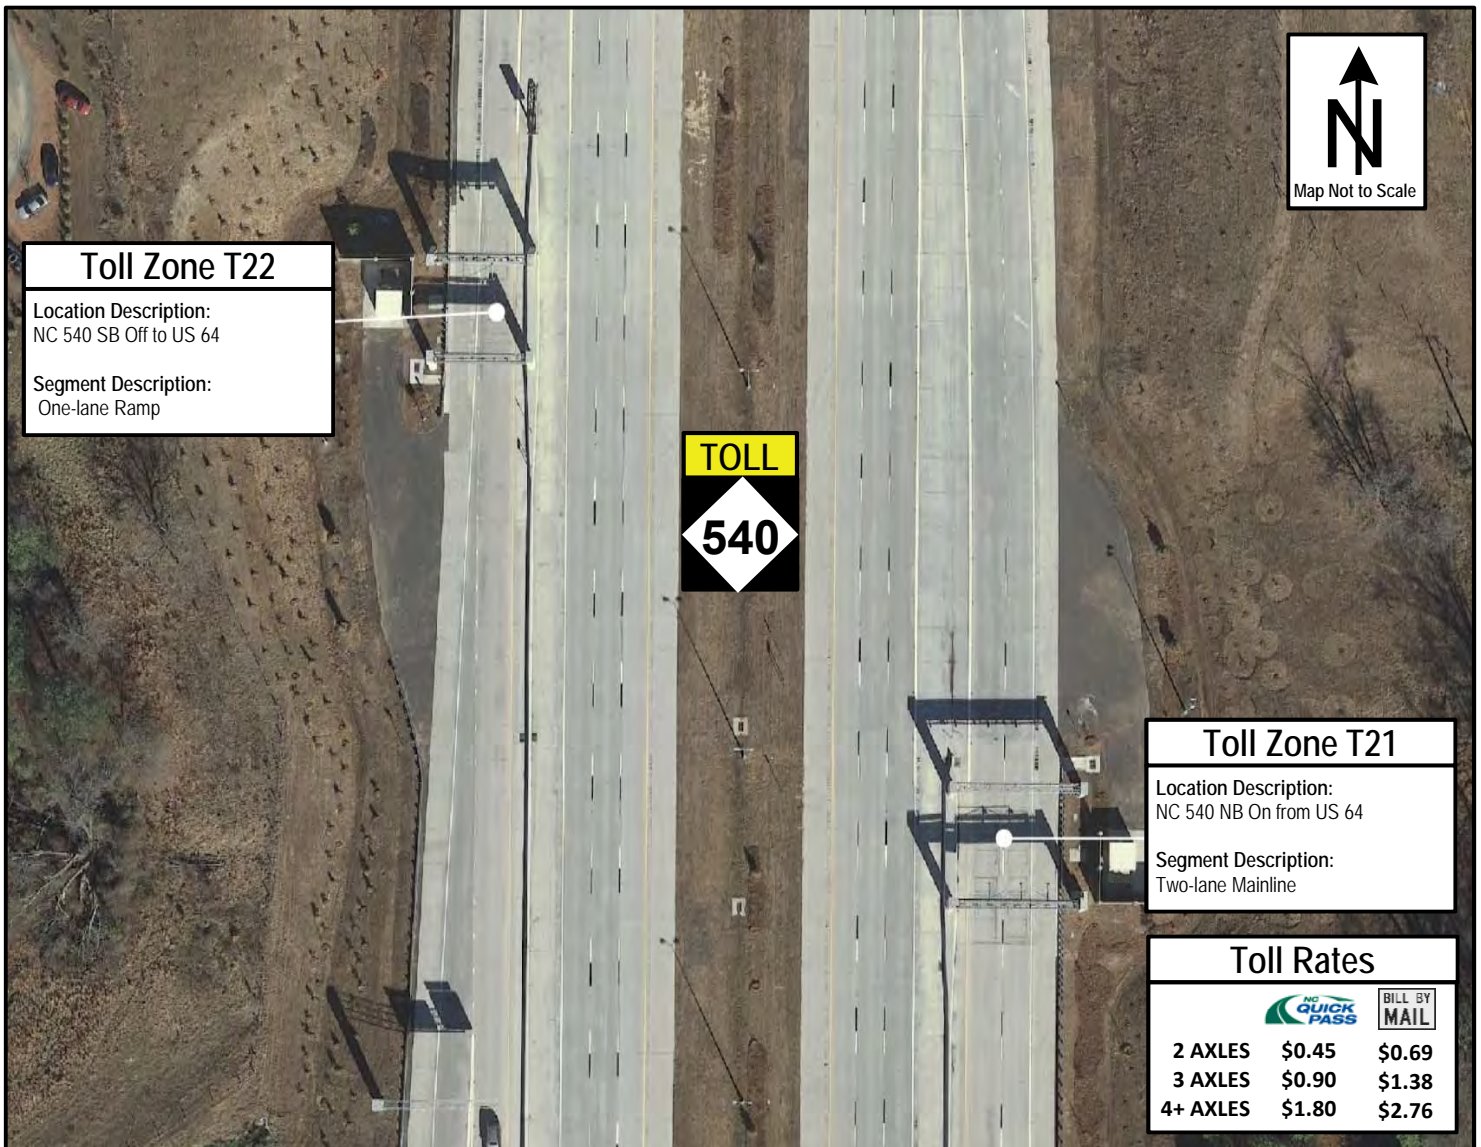 N
Map Not to Scale
Toll Zone T22
Location Description:
NC 540 SB Off to US 64
Segment Description:
One-lane Ramp
TOLL
540
Toll Zone T21
Location Description:
NC 540 NB On from US 64
Segment Description:
Two-lane Mainline
Toll Rates
NC QUICK PASS BILL BY MAIL
2 AXLES $0.45 $0.69
3 AXLES $0.90 $1.38
4+ AXLES $1.80 $2.76